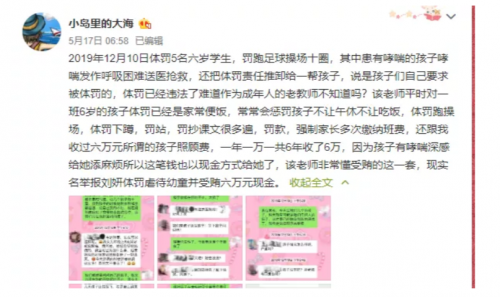 小岛里的大海
5月17日 06:58 已编辑
2019年12月10日体罚5名六岁学生，罚跑足球操场十圈，其中患有哮喘的孩子哮
喘发作呼吸困难送医抢救，还把体罚责任推卸给一帮孩子，说是孩子们自己要求
被体罚的，体罚已经违法了难道作为成年人的老教师不知道吗？该老师平时对一
班6岁的孩子体罚已经是家常便饭，常常会惩罚孩子不让午休不让吃饭，体罚跑操
场，体罚下蹲，罚站，罚抄课文很多遍，罚款，强制家长多次缴纳班费，还跟我
收过六万元所谓的孩子照顾费，一年一万一共6年收了6万，因为孩子有哮喘深感
给她添麻烦所以这笔钱也以现金方式给她了，该老师非常懂受贿的这一套，现实
名举报刘妍体罚虐待幼童并受贿六万元现金。 收起全文